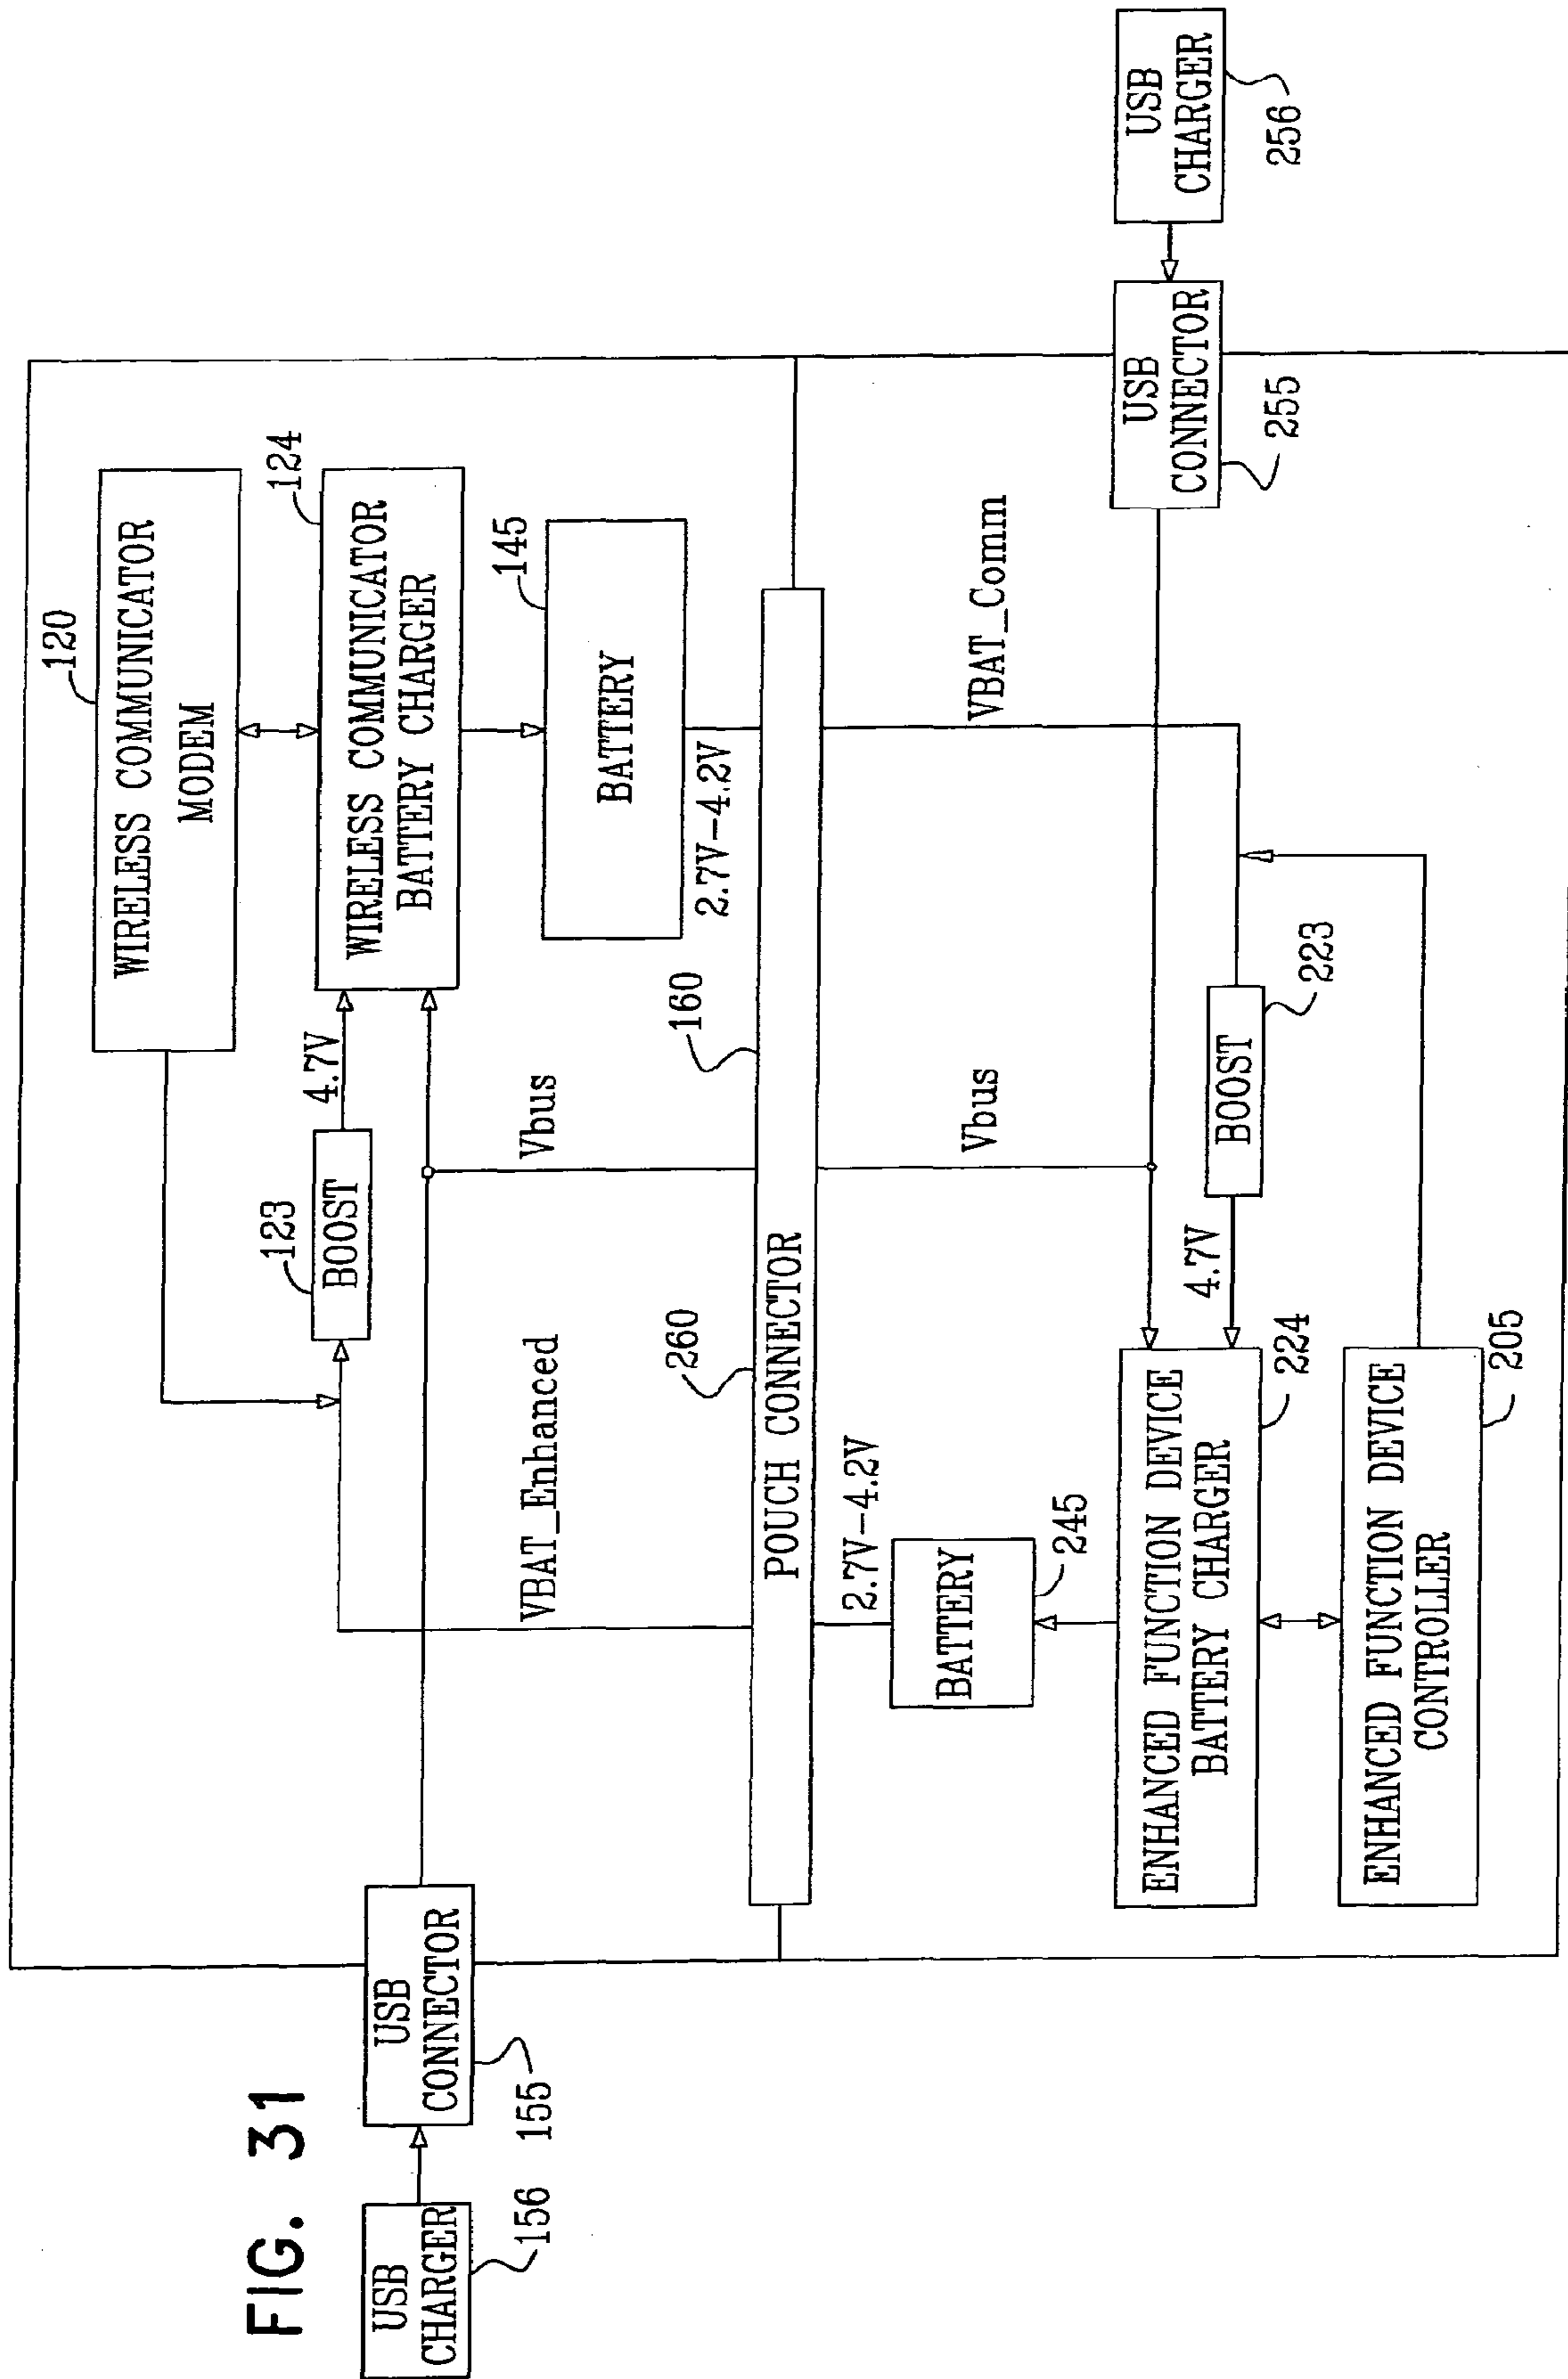 FIG. 31
USB
CHARGER
156
USB
CONNECTOR
155
120
WIRELESS COMMUNICATOR
MODEM
124
WIRELESS COMMUNICATOR
BATTERY CHARGER
123
BOOST
4.7V
145
BATTERY
2.7V-4.2V
Vbus
VBAT_Enhanced
260
POUCH CONNECTOR
160
VBAT_Comm
Vbus
2.7V-4.2V
BATTERY
245
USB
CONNECTOR
255
USB
CHARGER
256
4.7V
BOOST
223
ENHANCED FUNCTION DEVICE
BATTERY CHARGER
224
ENHANCED FUNCTION DEVICE
CONTROLLER
205